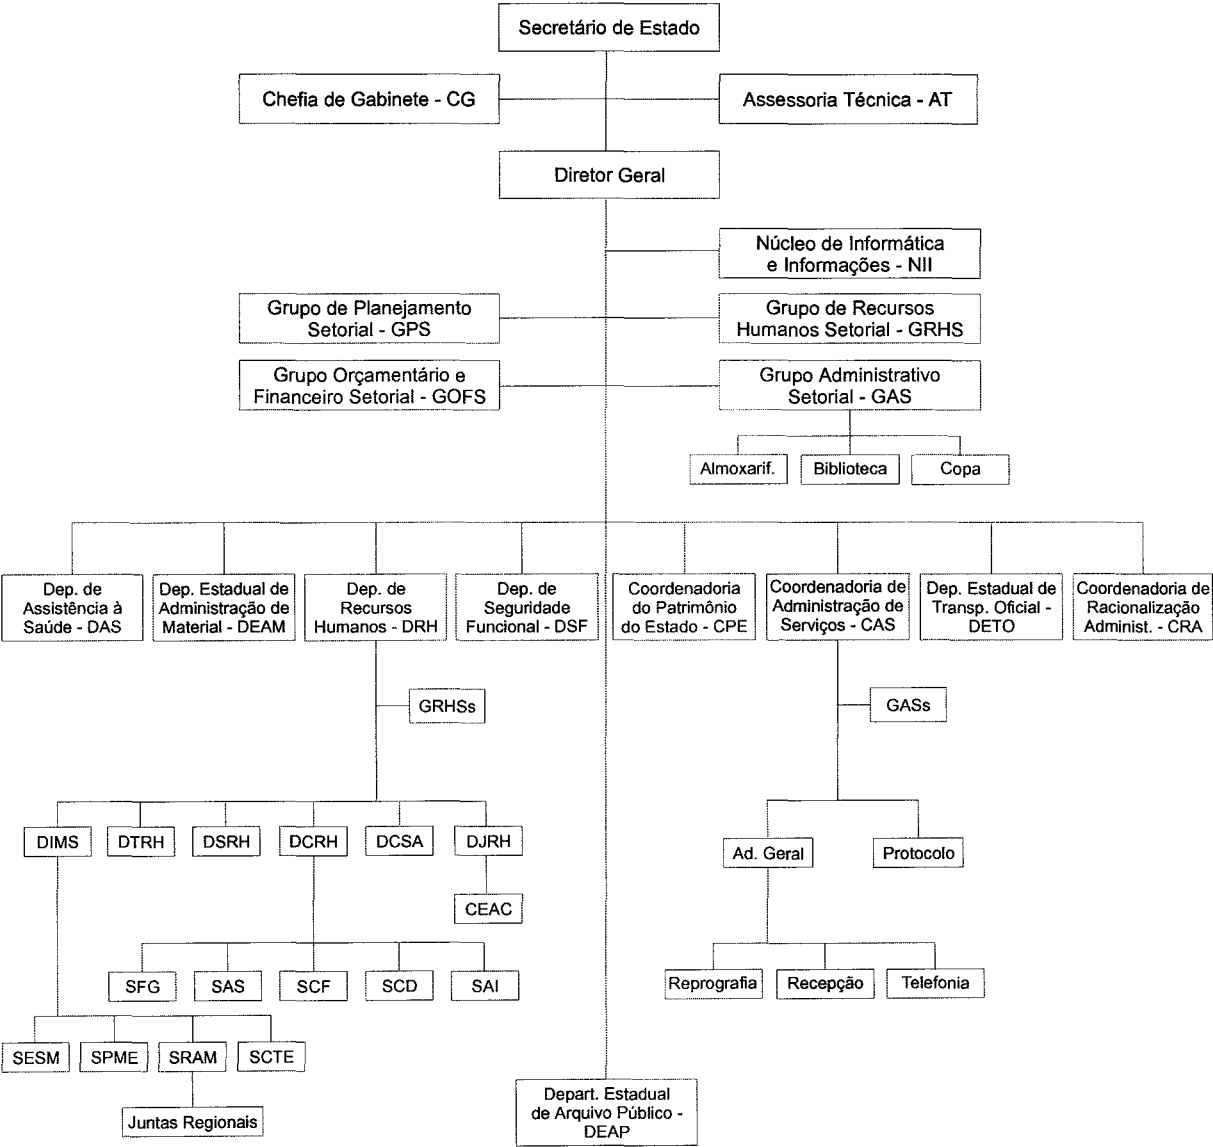 Secretário de Estado
Chefia de Gabinete - CG
Assessoria Técnica - AT
Diretor Geral
Núcleo de Informática
e Informações - NII
Grupo de Planejamento
Setorial - GPS
Grupo de Recursos
Humanos Setorial - GRHS
Grupo Orçamentário e
Financeiro Setorial - GOFS
Grupo Administrativo
Setorial - GAS
Almoxarif.
Biblioteca
Copa
Dep. de
Assistência à
Saúde - DAS
Dep. Estadual de
Administração de
Material - DEAM
Dep. de
Recursos
Humanos - DRH
Dep. de
Seguridade
Funcional - DSF
Coordenadoria
do Patrimônio
do Estado - CPE
Coordenadoria de
Administração de
Serviços - CAS
Dep. Estadual de
Transp. Oficial -
DETO
Coordenadoria de
Racionalização
Administ. - CRA
GRHSs
GASs
DIMS
DTRH
DSRH
DCRH
DCSA
DJRH
Ad. Geral
Protocolo
CEAC
SFG
SAS
SCF
SCD
SAI
Reprografia
Recepção
Telefonia
SESM
SPME
SRAM
SCTE
Juntas Regionais
Depart. Estadual
de Arquivo Público -
DEAP